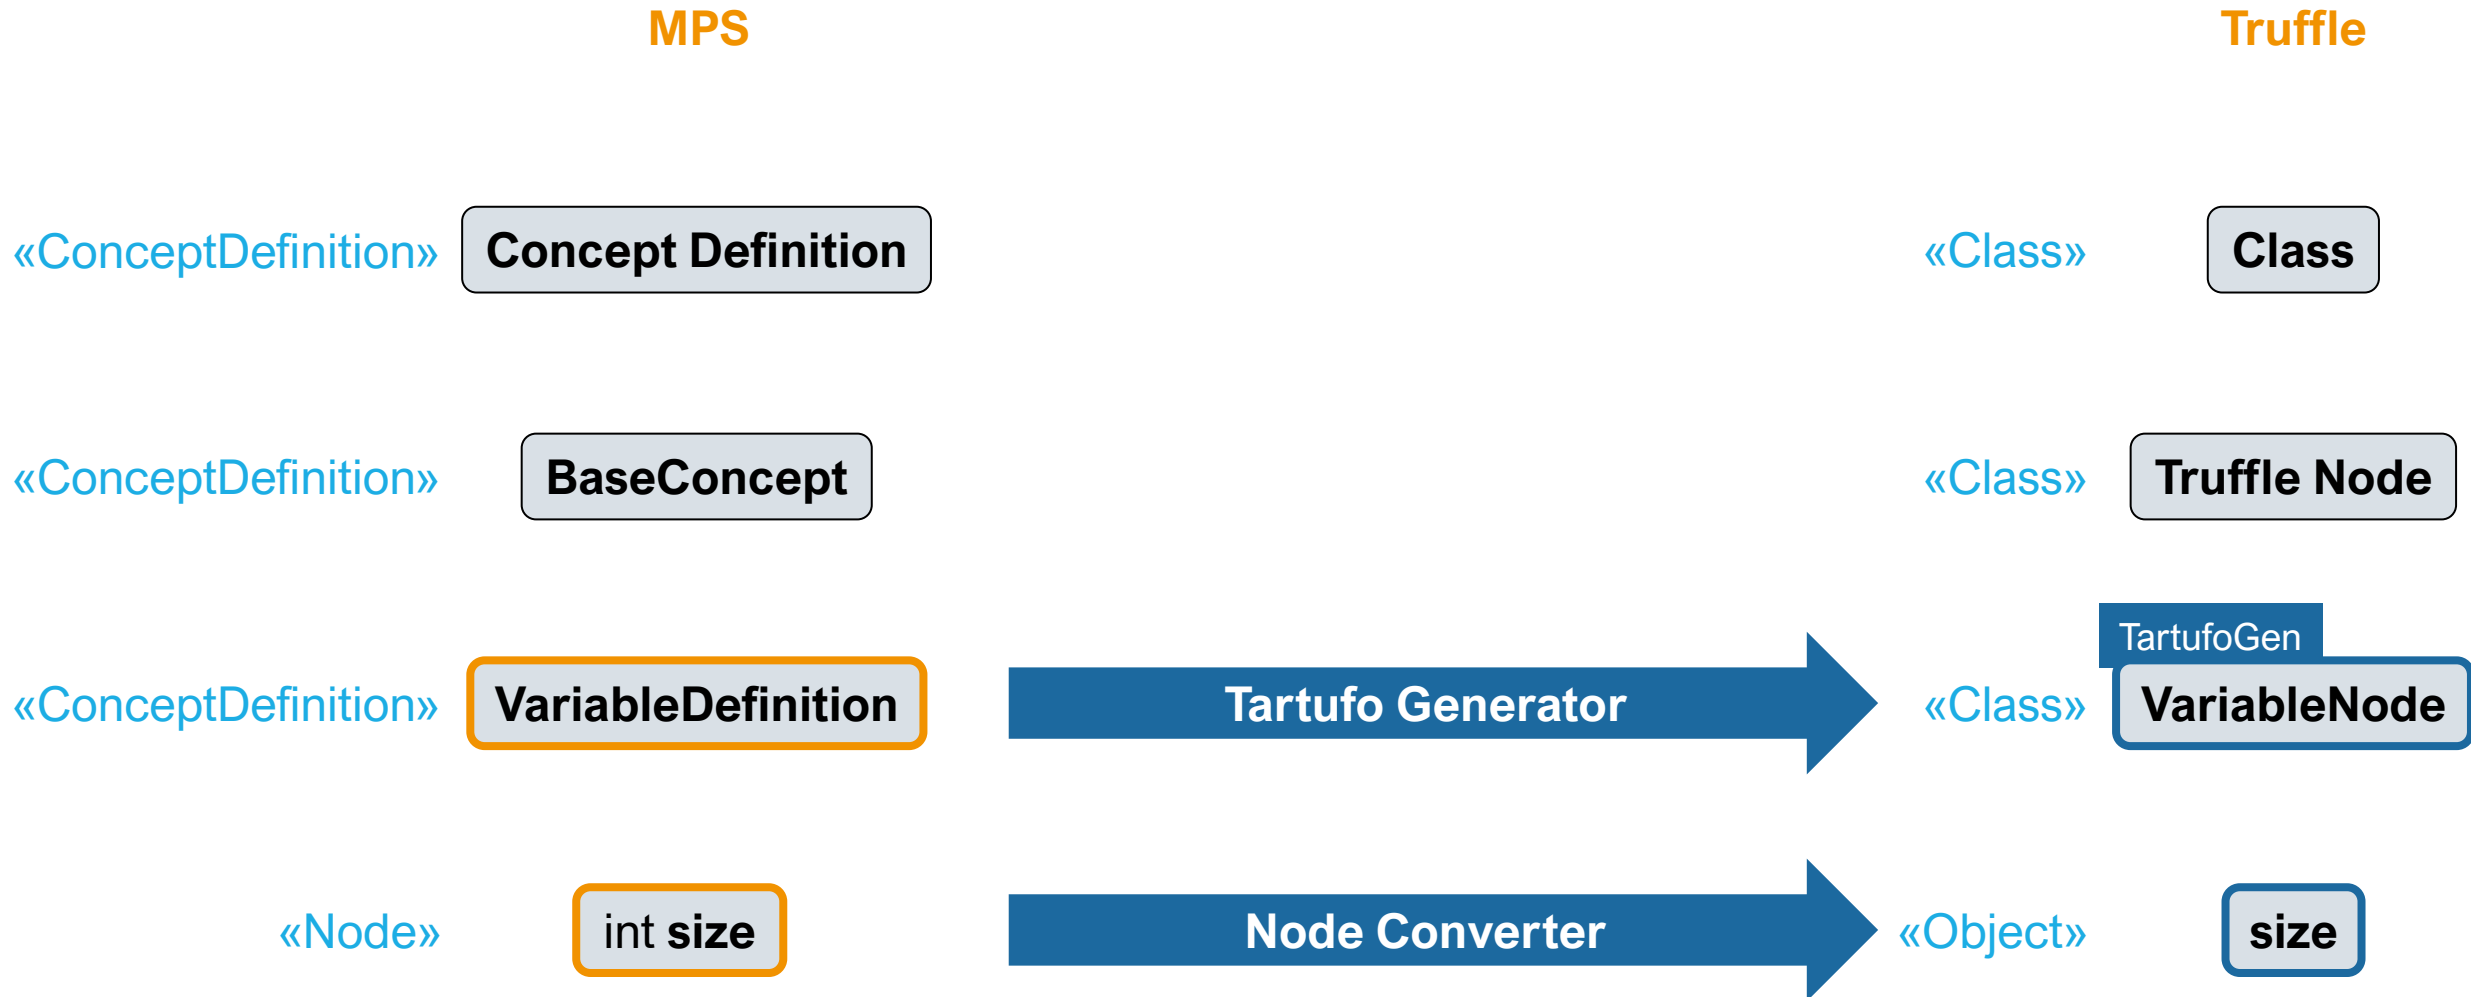 MPS Truffle
«ConceptDefinition» Concept Definition «Class» Class
«ConceptDefinition» BaseConcept «Class» Truffle Node
TartufoGen
«ConceptDefinition» VariableDefinition Tartufo Generator «Class» VariableNode
«Node» int size Node Converter «Object» size